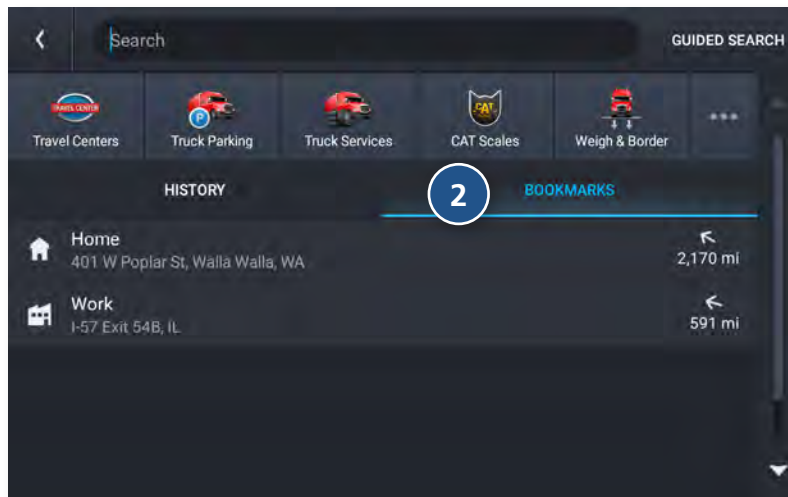 Search
GUIDED SEARCH
TRAVEL CENTER
P
CAT
Travel Centers
Truck Parking
Truck Services
CAT Scales
Weigh & Border
HISTORY
2
BOOKMARKS
Home
401 W Poplar St, Walla Walla, WA
2,170 mi
Work
I-57 Exit 54B, IL
591 mi